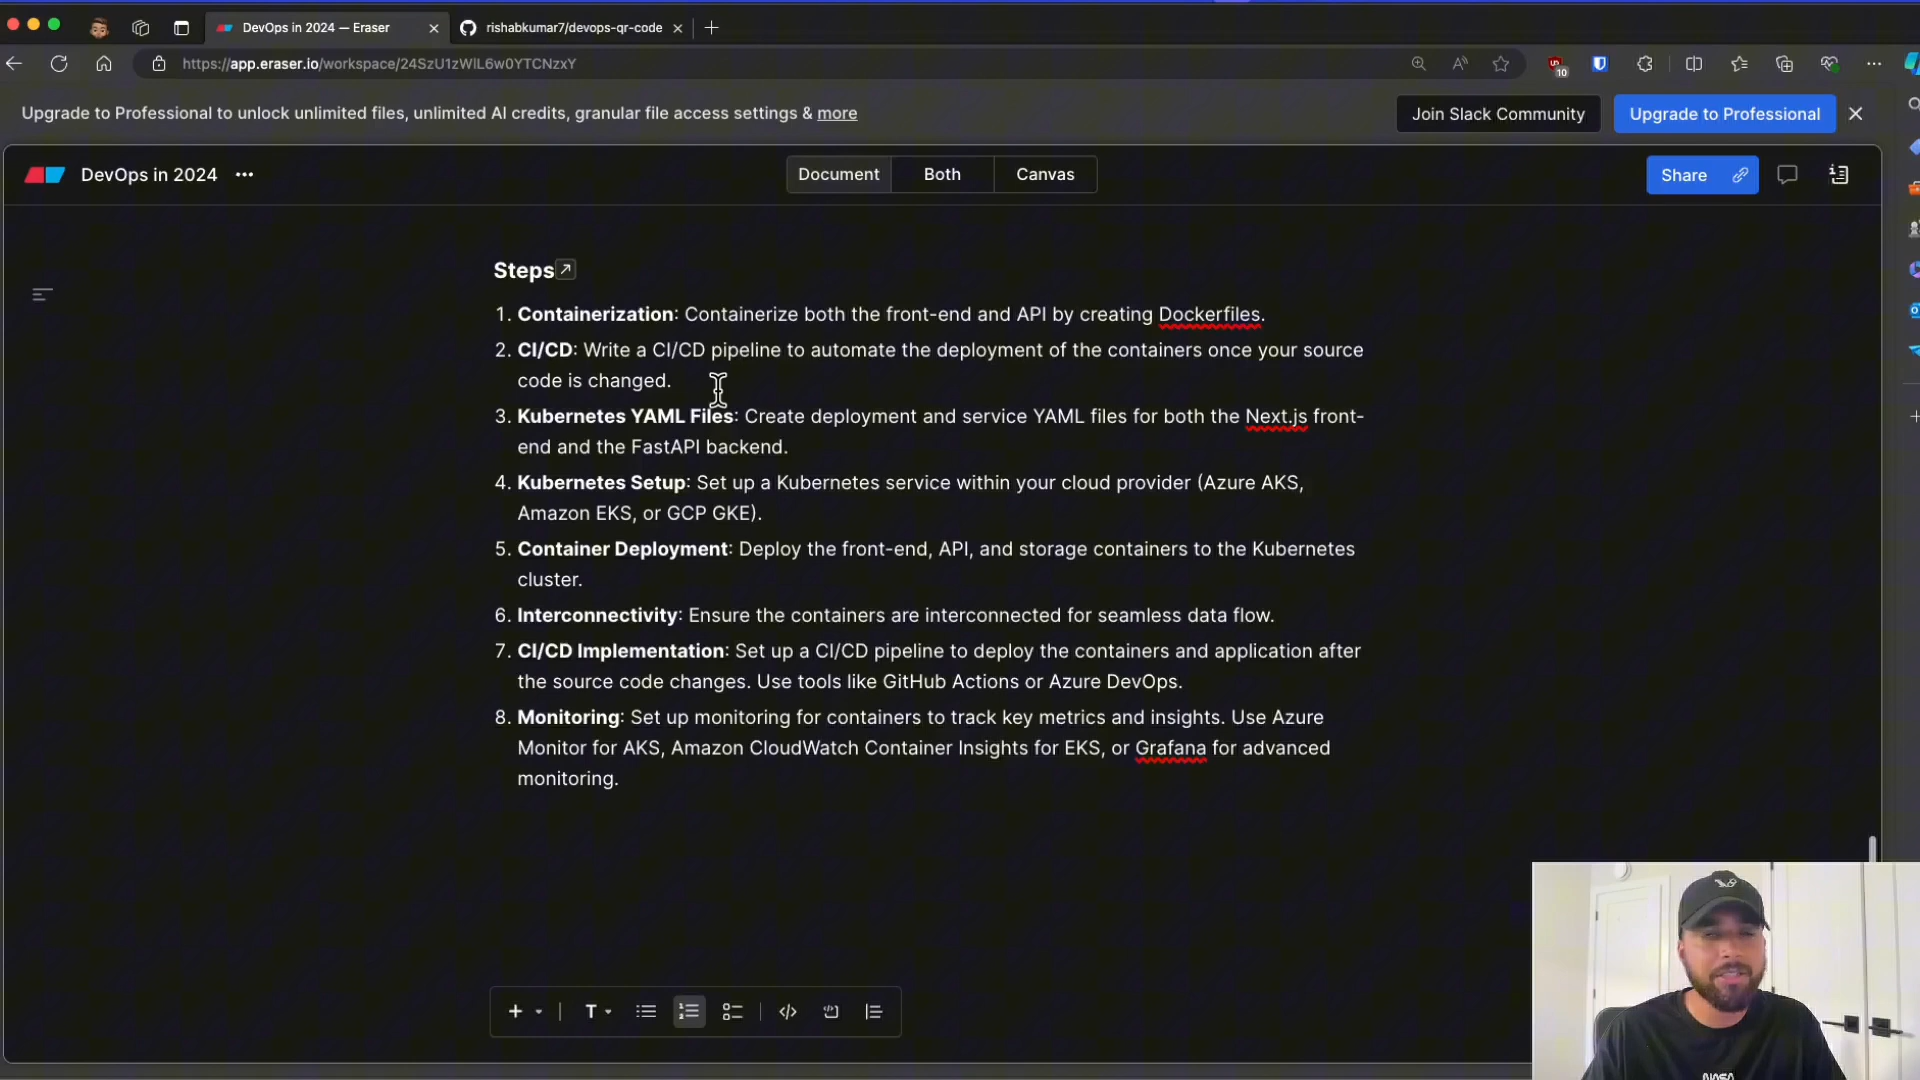 DevOps in 2024 — Eraser
rishabkumar7/devops-qr-code
https://app.eraser.io/workspace/24SzU1zWlL6w0YTCNzxY
10
Upgrade to Professional to unlock unlimited files, unlimited AI credits, granular file access settings & more
Join Slack Community
Upgrade to Professional
DevOps in 2024
Document
Both
Canvas
Share
Steps
1. Containerization: Containerize both the front-end and API by creating Dockerfiles.
2. CI/CD: Write a CI/CD pipeline to automate the deployment of the containers once your source
code is changed.
3. Kubernetes YAML Files: Create deployment and service YAML files for both the Next.js front-
end and the FastAPI backend.
4. Kubernetes Setup: Set up a Kubernetes service within your cloud provider (Azure AKS,
Amazon EKS, or GCP GKE).
5. Container Deployment: Deploy the front-end, API, and storage containers to the Kubernetes
cluster.
6. Interconnectivity: Ensure the containers are interconnected for seamless data flow.
7. CI/CD Implementation: Set up a CI/CD pipeline to deploy the containers and application after
the source code changes. Use tools like GitHub Actions or Azure DevOps.
8. Monitoring: Set up monitoring for containers to track key metrics and insights. Use Azure
Monitor for AKS, Amazon CloudWatch Container Insights for EKS, or Grafana for advanced
monitoring.
T
NASA